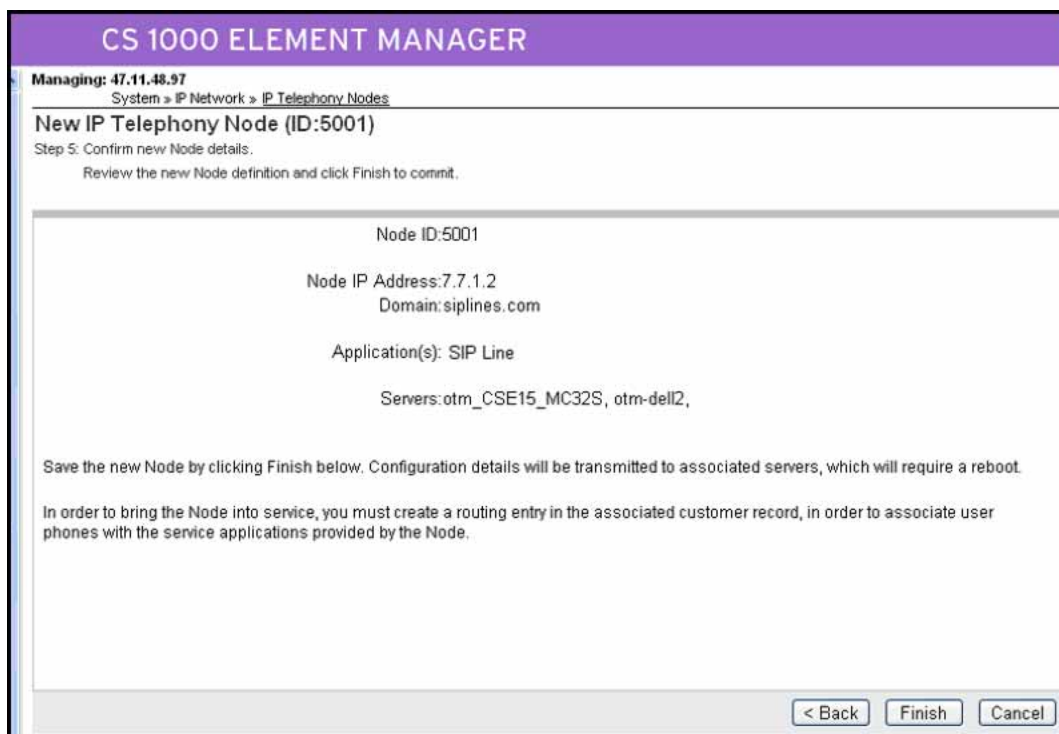 CS 1000 ELEMENT MANAGER
Managing: 47.11.48.97
System » IP Network » IP Telephony Nodes
New IP Telephony Node (ID:5001)
Step 5: Confirm new Node details.
Review the new Node definition and click Finish to commit.
Node ID:5001
Node IP Address:7.7.1.2
Domain:siplines.com
Application(s): SIP Line
Servers:otm_CSE15_MC32S, otm-dell2,
Save the new Node by clicking Finish below. Configuration details will be transmitted to associated servers, which will require a reboot.
In order to bring the Node into service, you must create a routing entry in the associated customer record, in order to associate user
phones with the service applications provided by the Node.
< Back Finish Cancel